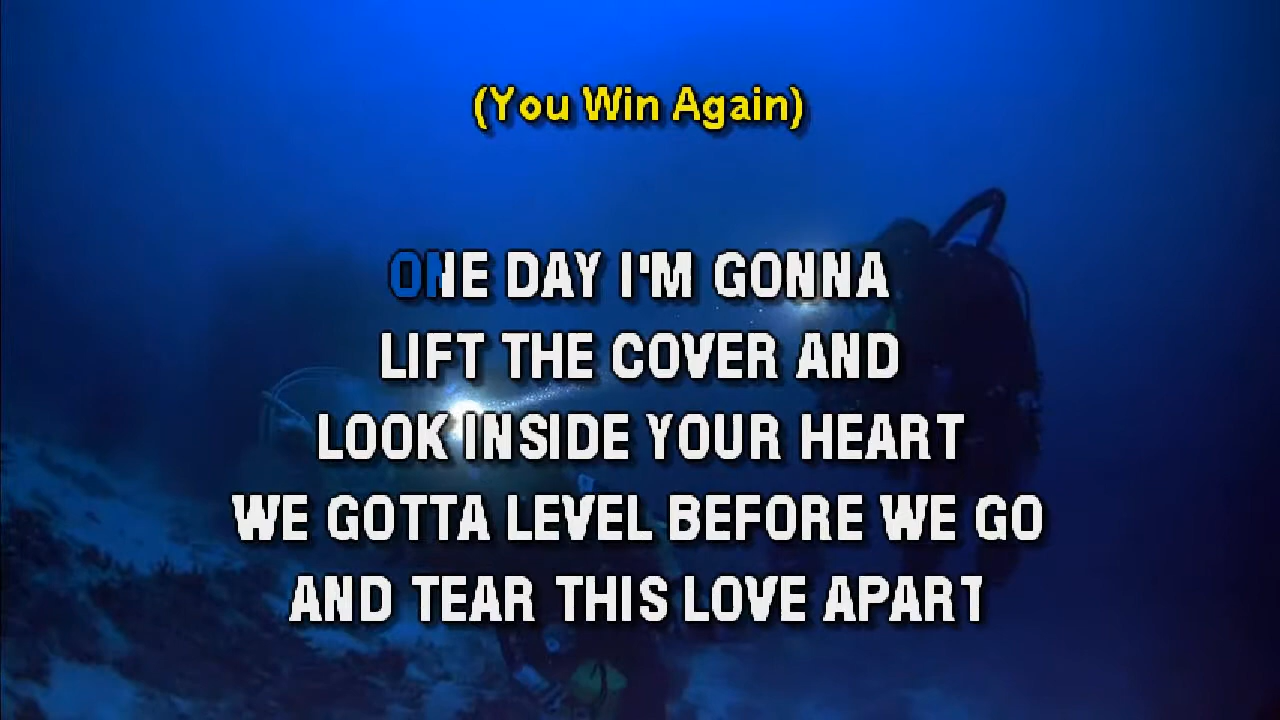 (You Win Again)
ONE DAY I'M GONNA
LIFT THE COVER AND
LOOK INSIDE YOUR HEART
WE GOTTA LEVEL BEFORE WE GO
AND TEAR THIS LOVE APART